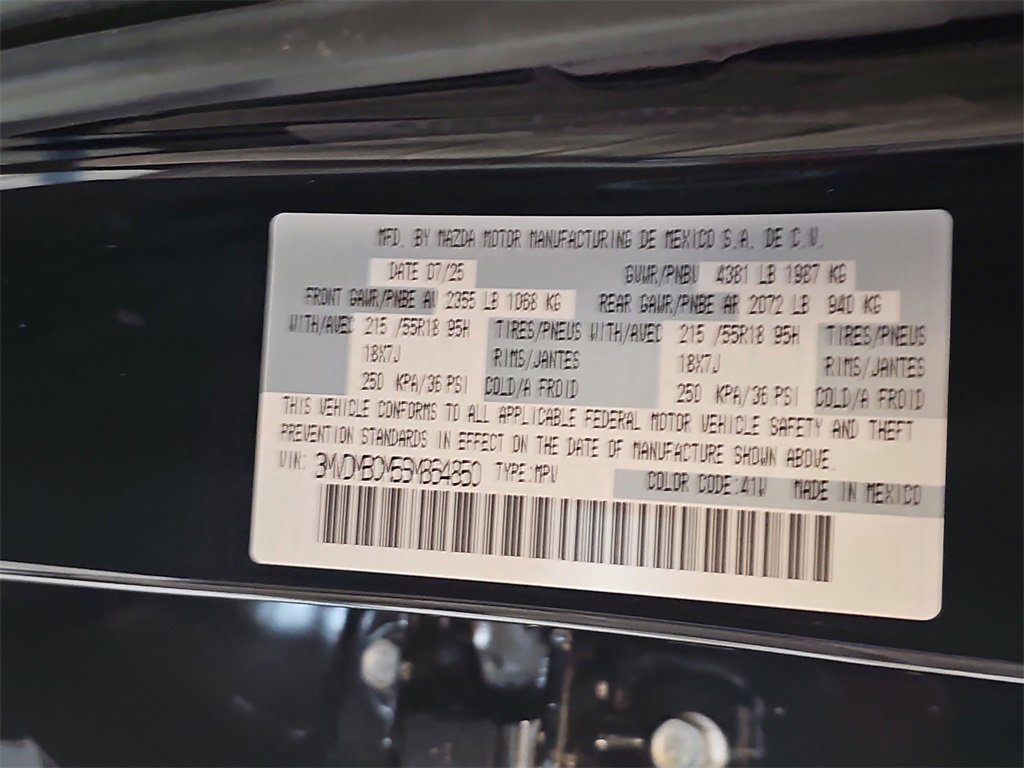 MFD. BY MAZDA MOTOR MANUFACTURING DE MEXICO S.A. DE C.V.
DATE 07/25 GVWR/PNBV 4381 LB 1987 KG
FRONT GAWR/PNBE AV 2355 LB 1068 KG REAR GAWR/PNBE AR 2072 LB 940 KG
WITH/AVEC 215 /55R18 95H TIRES/PNEUS WITH/AVEC 215 /55R18 95H TIRES/PNEUS
18X7J RIMS/JANTES 18X7J RIMS/JANTES
250 KPA/36 PSI COLD/A FROID 250 KPA/36 PSI COLD/A FROID
THIS VEHICLE CONFORMS TO ALL APPLICABLE FEDERAL MOTOR VEHICLE SAFETY AND THEFT
PREVENTION STANDARDS IN EFFECT ON THE DATE OF MANUFACTURE SHOWN ABOVE.
VIN: 3MVDMBCM5SM864850 TYPE:MPV COLOR CODE:41W MADE IN MEXICO